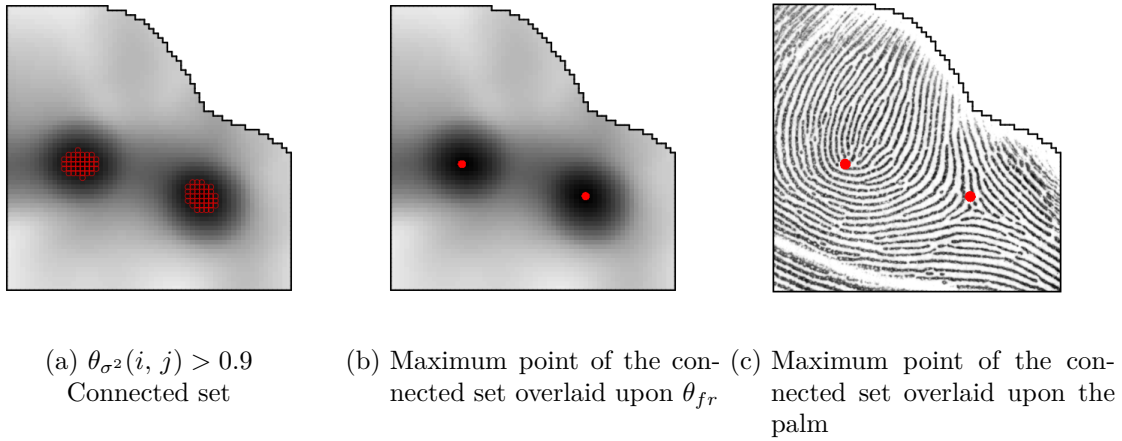 (a) θσ²(i, j) > 0.9
Connected set
(b) Maximum point of the con-
nected set overlaid upon θfr
(c) Maximum point of the con-
nected set overlaid upon the
palm